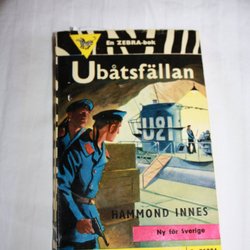 En ZEBRA-bok
Ubåtsfällan
U21
HAMMOND INNES
Ny för Sverige